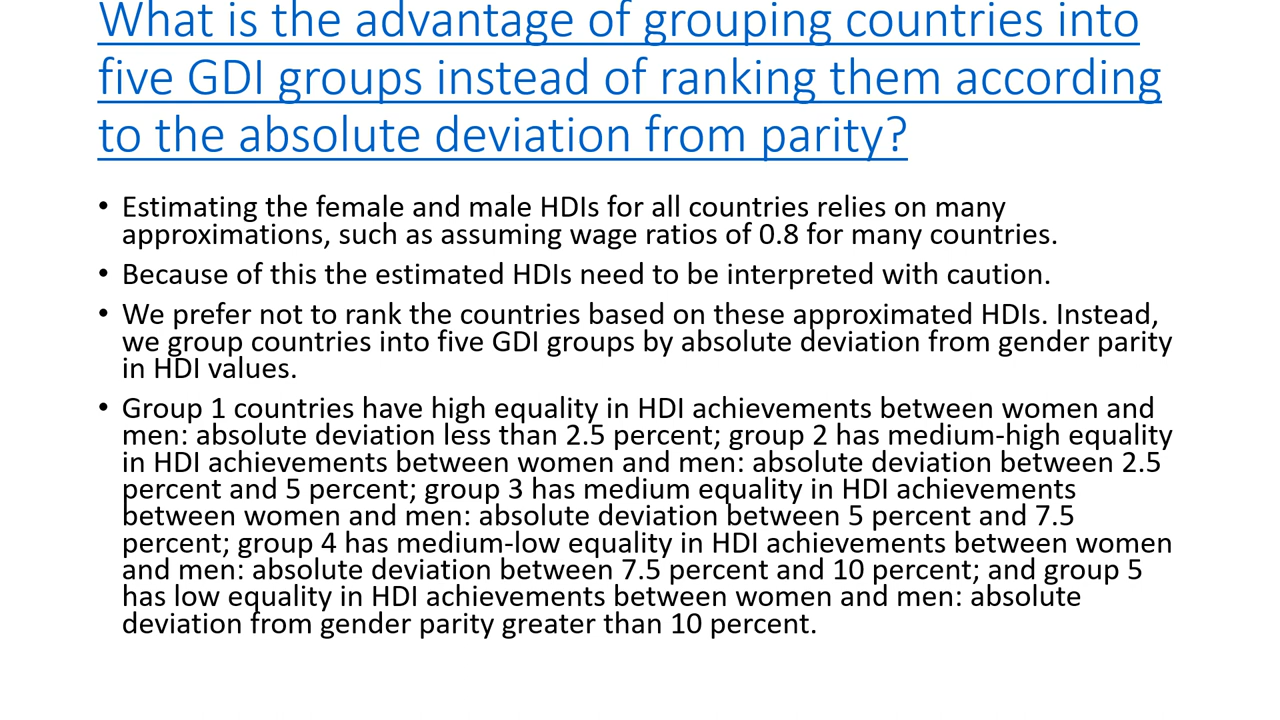 What is the advantage of grouping countries into
five GDI groups instead of ranking them according
to the absolute deviation from parity?
• Estimating the female and male HDIs for all countries relies on many
approximations, such as assuming wage ratios of 0.8 for many countries.
• Because of this the estimated HDIs need to be interpreted with caution.
• We prefer not to rank the countries based on these approximated HDIs. Instead,
we group countries into five GDI groups by absolute deviation from gender parity
in HDI values.
• Group 1 countries have high equality in HDI achievements between women and
men: absolute deviation less than 2.5 percent; group 2 has medium-high equality
in HDI achievements between women and men: absolute deviation between 2.5
percent and 5 percent; group 3 has medium equality in HDI achievements
between women and men: absolute deviation between 5 percent and 7.5
percent; group 4 has medium-low equality in HDI achievements between women
and men: absolute deviation between 7.5 percent and 10 percent; and group 5
has low equality in HDI achievements between women and men: absolute
deviation from gender parity greater than 10 percent.